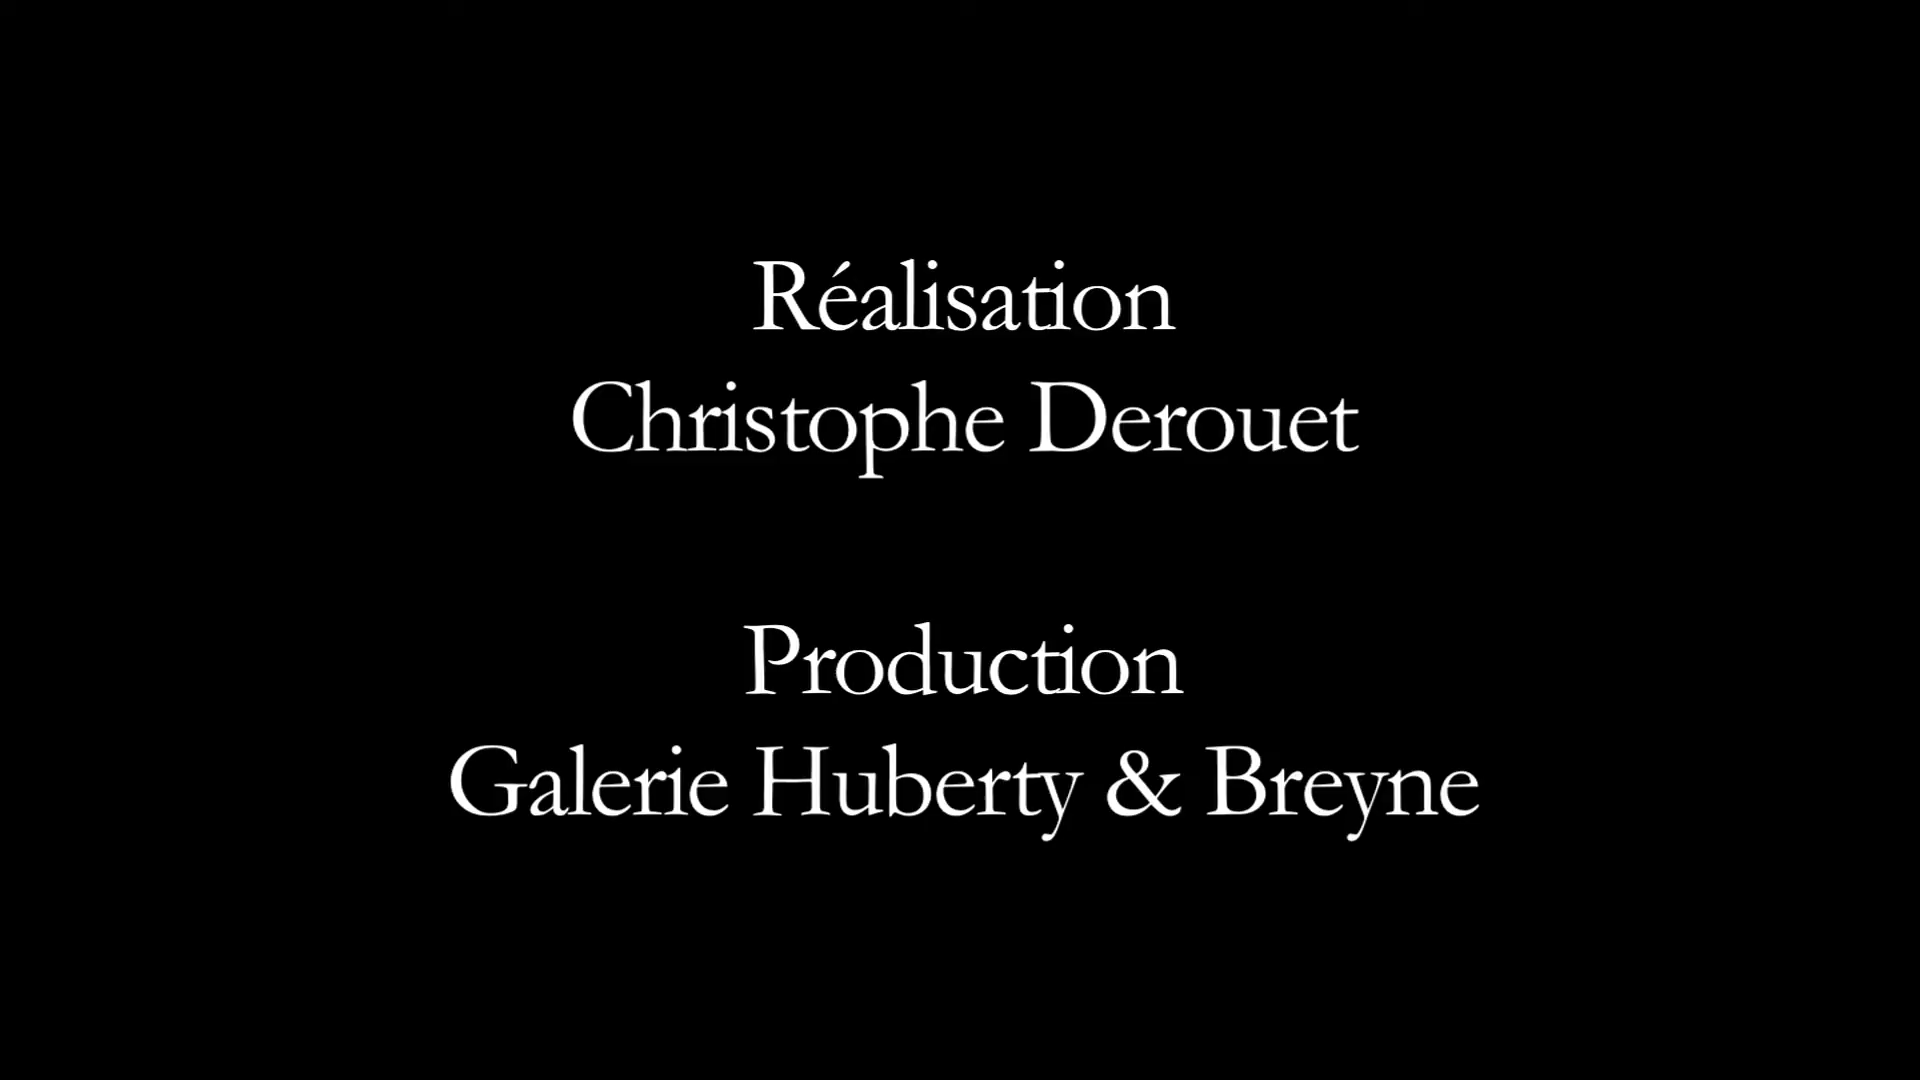 Réalisation
Christophe Derouet
Production
Galerie Huberty & Breyne